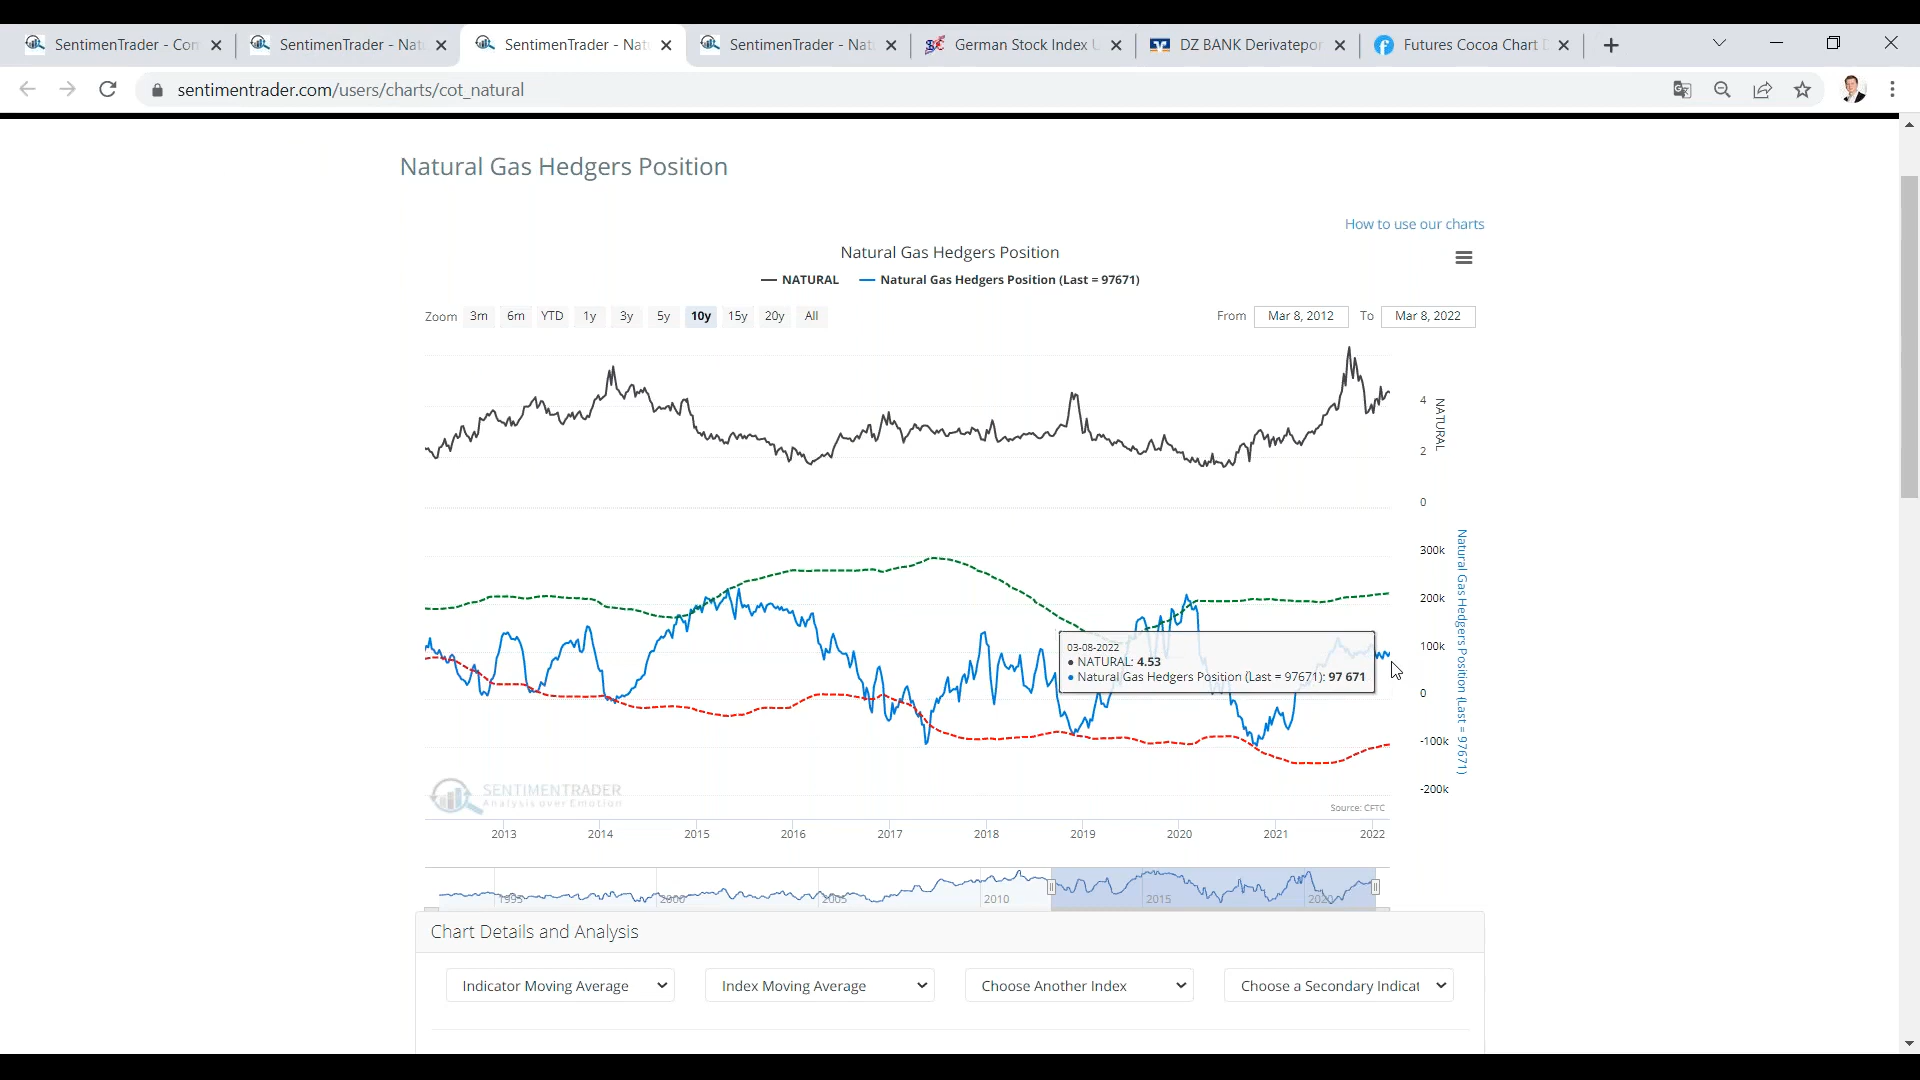 SentimenTrader - Con
SentimenTrader - Nat
SentimenTrader - Nat
SentimenTrader - Nat
German Stock Index U
DZ BANK Derivatepor
Futures Cocoa Chart D
sentimentrader.com/users/charts/cot_natural
Natural Gas Hedgers Position
How to use our charts
Natural Gas Hedgers Position
NATURAL
Natural Gas Hedgers Position (Last = 97671)
Zoom 3m 6m YTD 1y 3y 5y 10y 15y 20y All
From Mar 8, 2012 To Mar 8, 2022
4
2
0
NATURAL
300k
200k
100k
0
-100k
-200k
Natural Gas Hedgers Position (Last = 97671)
03-08-2022
● NATURAL: 4.53
● Natural Gas Hedgers Position (Last = 97671): 97 671
SENTIMENTRADER
Analysis over Emotion
Source: CFTC
2013 2014 2015 2016 2017 2018 2019 2020 2021 2022
1995 2000 2005 2010 2015 2020
Chart Details and Analysis
Indicator Moving Average
Index Moving Average
Choose Another Index
Choose a Secondary Indicat